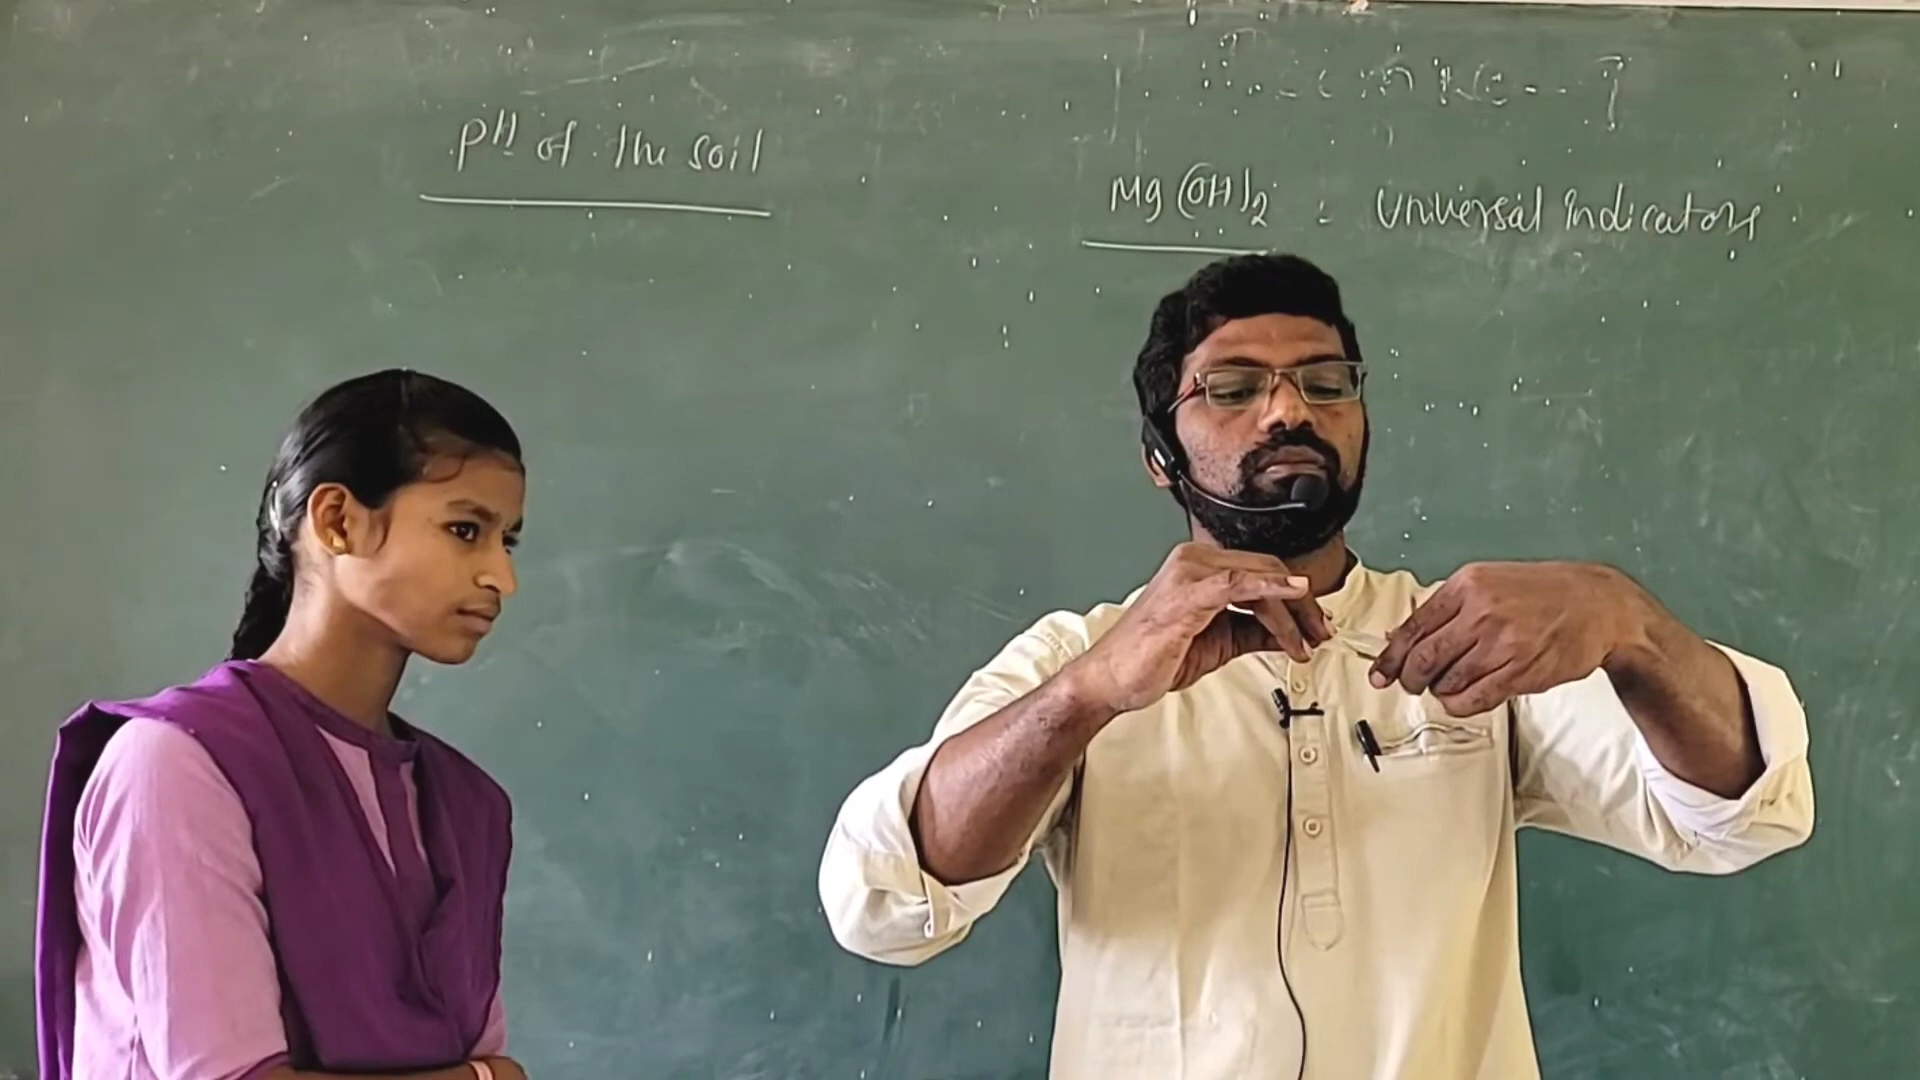 pH of the soil
Mg(OH)2 : Universal Indicators